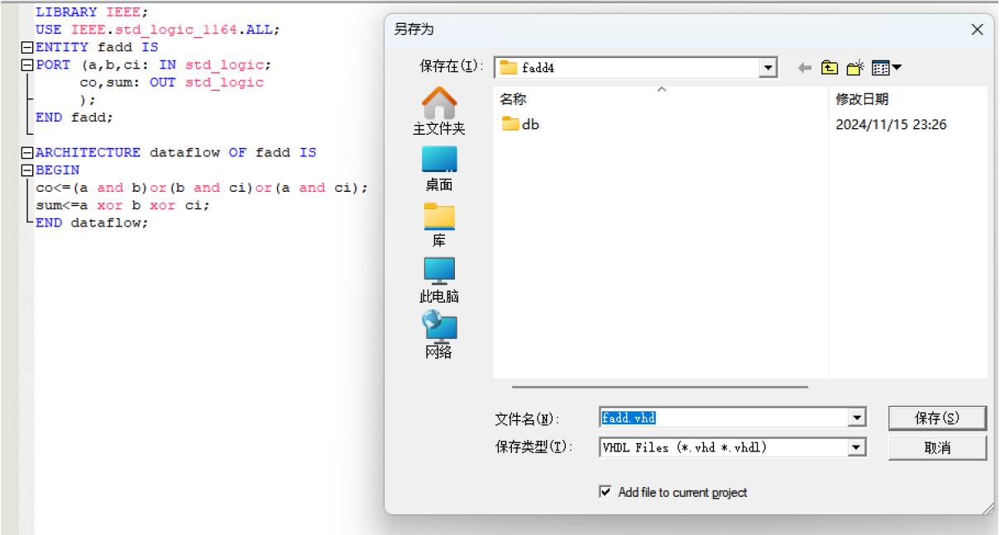 LIBRARY IEEE;
USE IEEE.std_logic_1164.ALL;
ENTITY fadd IS
PORT (a,b,ci: IN std_logic;
co,sum: OUT std_logic
);
END fadd;
ARCHITECTURE dataflow OF fadd IS
BEGIN
co<=(a and b)or(b and ci)or(a and ci);
sum<=a xor b xor ci;
END dataflow;
另存为
保存在(I): fadd4
名称 修改日期
db 2024/11/15 23:26
主文件夹
桌面
库
此电脑
网络
文件名(N): fadd.vhd 保存(S)
保存类型(T): VHDL Files (*.vhd *.vhdl) 取消
Add file to current project